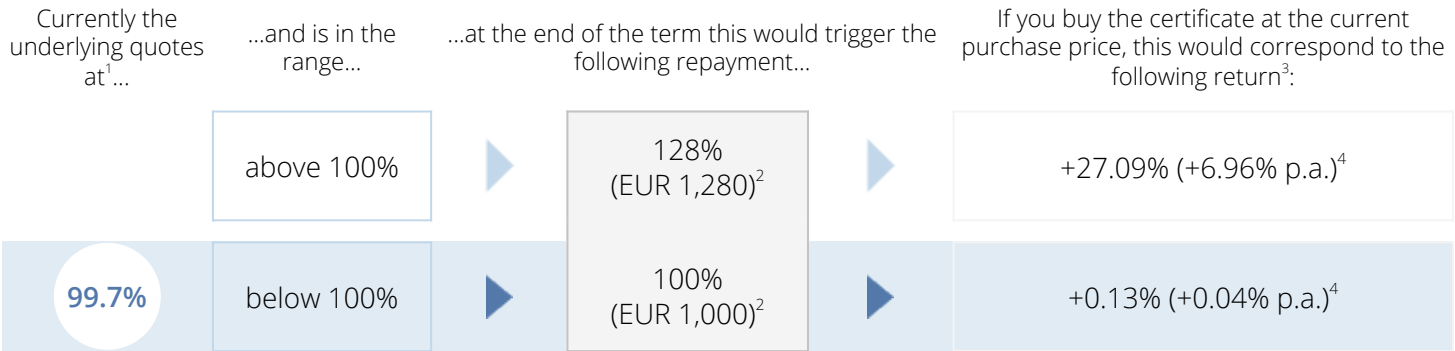 Currently the
underlying quotes
at¹...
...and is in the
range...
...at the end of the term this would trigger the
following repayment...
If you buy the certificate at the current
purchase price, this would correspond to the
following return³:
above 100%
128%
(EUR 1,280)²
+27.09% (+6.96% p.a.)⁴
99.7%
below 100%
100%
(EUR 1,000)²
+0.13% (+0.04% p.a.)⁴